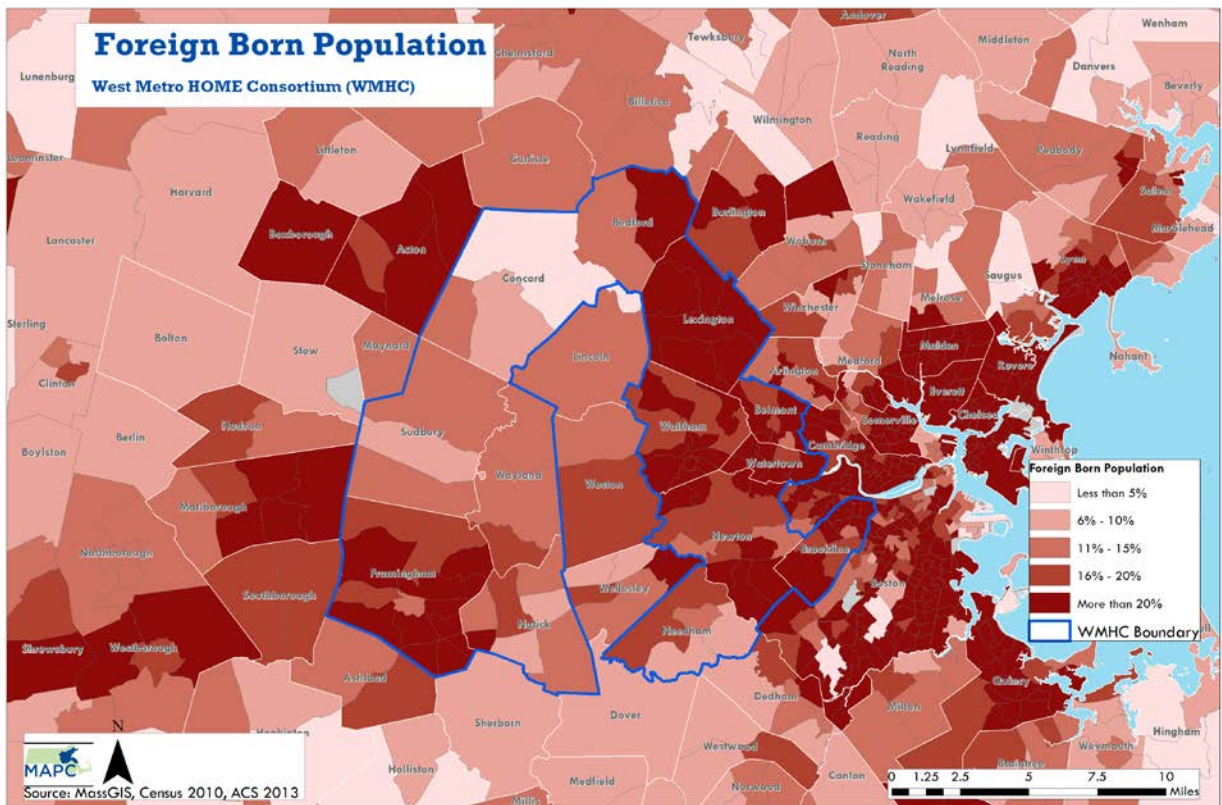 Foreign Born Population
West Metro HOME Consortium (WMHC)
Andover
Wenham
Tewksbury
Middleton
Chelmsford
North
Reading
Danvers
Lunenburg
Beverly
Billerica
Wilmington
Reading
Lynnfield
Peabody
Leominster
Littleton
Carlisle
Harvard
Wakefield
Salem
Bedford
Burlington
Marblehead
Boxborough
Acton
Woburn
Lancaster
Stoneham
Lynn
Concord
Saugus
Melrose
Winchester
Lexington
Sterling
Bolton
Stow
Maynard
Lincoln
Medford
Malden
Revere
Nahant
Arlington
Clinton
Everett
Belmont
Chelsea
Hudson
Waltham
Somerville
Berlin
Sudbury
Cambridge
Boylston
Winthrop
Watertown
Wayland
Weston
Marlborough
Newton
Northborough
Brookline
Framingham
Boston
Wellesley
Southborough
Natick
Needham
Shrewsbury
Westborough
Ashland
Quincy
Dedham
Milton
Sherborn
Dover
Hingham
Westwood
Weymouth
Holliston
Braintree
Medfield
Canton
Norwood
Millis
Foreign Born Population
Less than 5%
6% - 10%
11% - 15%
16% - 20%
More than 20%
WMHC Boundary
N
MAPC
Source: MassGIS, Census 2010, ACS 2013
0 1.25 2.5 5 7.5 10
Miles